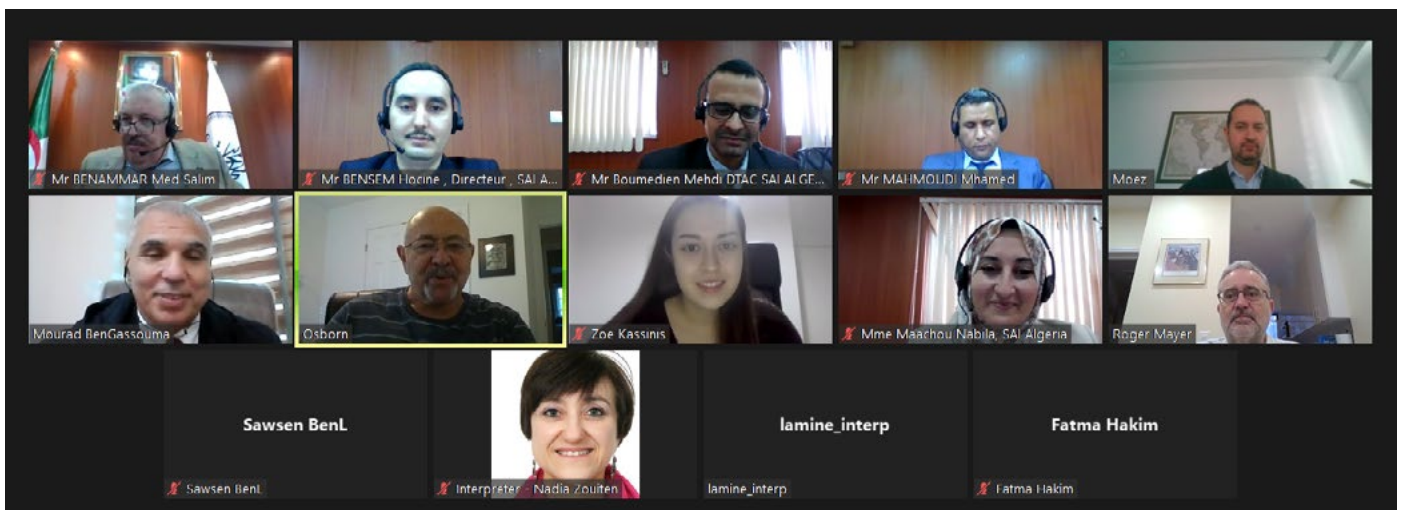 Mr BENAMMAR Med Salim
Mr BENSEM Hocine , Directeur , SAI A...
Mr Boumedien Mehdi DTAC SAI ALGE...
Mr MAHMOUDI Mhamed
Moez
Mourad BenGassouma
Osborn
Zoe Kassinis
Mme Maachou Nabila, SAI Algeria
Roger Mayer
Sawsen BenL
Sawsen BenL
Interpreter - Nadia Zouiten
lamine_interp
lamine_interp
Fatma Hakim
Fatma Hakim